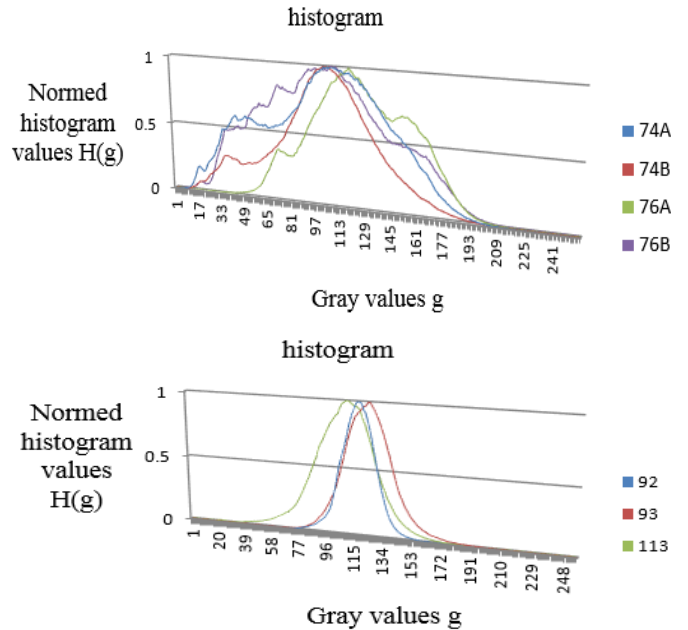 histogram
Normed
histogram
values H(g)
1
0.5
0
1
17
33
49
65
81
97
113
129
145
161
177
193
209
225
241
Gray values g
74A
74B
76A
76B
histogram
Normed
histogram
values
H(g)
1
0.5
0
1
20
39
58
77
96
115
134
153
172
191
210
229
248
Gray values g
92
93
113